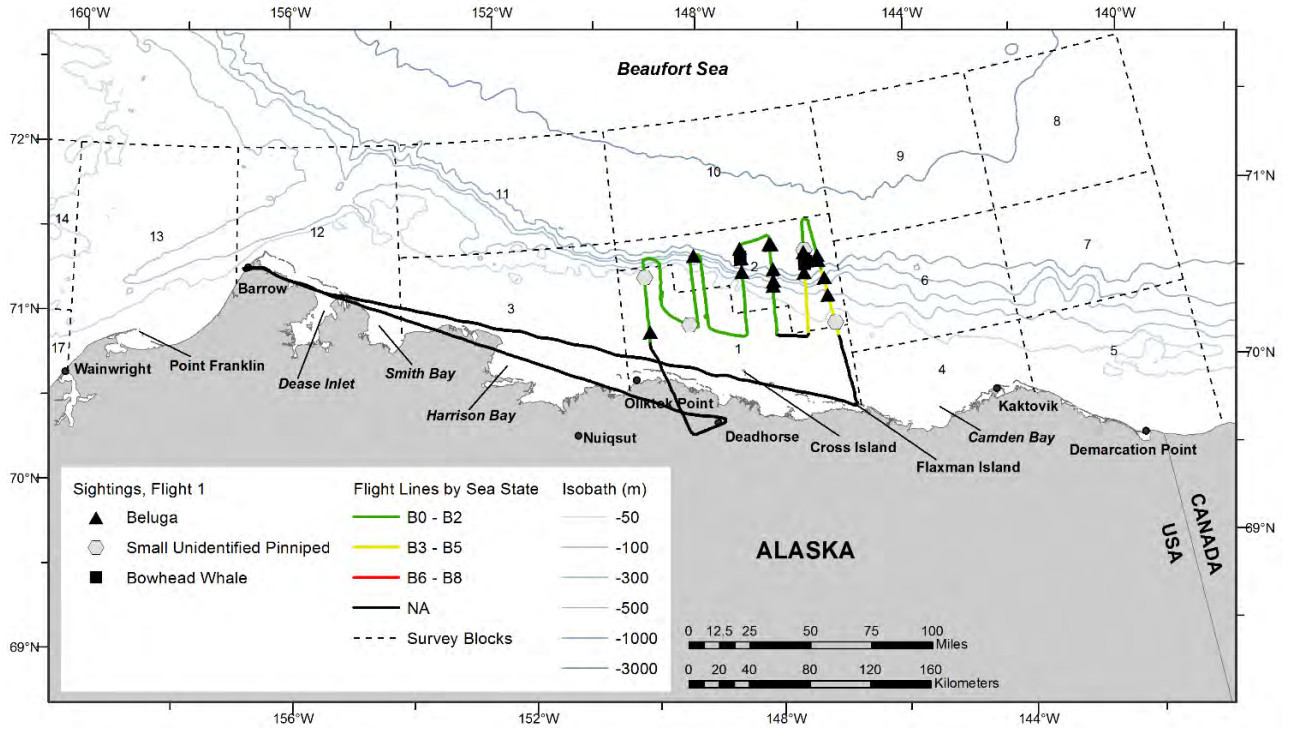 160°W 156°W 152°W 148°W 144°W 140°W
Beaufort Sea
72°N
71°N
71°N
70°N
70°N
69°N
69°N
8
9
10
11
14
13
12
7
6
2
3
1
5
4
17
Barrow
Wainwright
Point Franklin
Dease Inlet
Smith Bay
Harrison Bay
Oliktok Point
Nuiqsut
Deadhorse
Cross Island
Flaxman Island
Camden Bay
Kaktovik
Demarcation Point
ALASKA
USA
CANADA
Sightings, Flight 1
Beluga
Small Unidentified Pinniped
Bowhead Whale
Flight Lines by Sea State
B0 - B2
B3 - B5
B6 - B8
NA
Survey Blocks
Isobath (m)
-50
-100
-300
-500
-1000
-3000
0 12.5 25 50 75 100
Miles
0 20 40 80 120 160
Kilometers
156°W 152°W 148°W 144°W